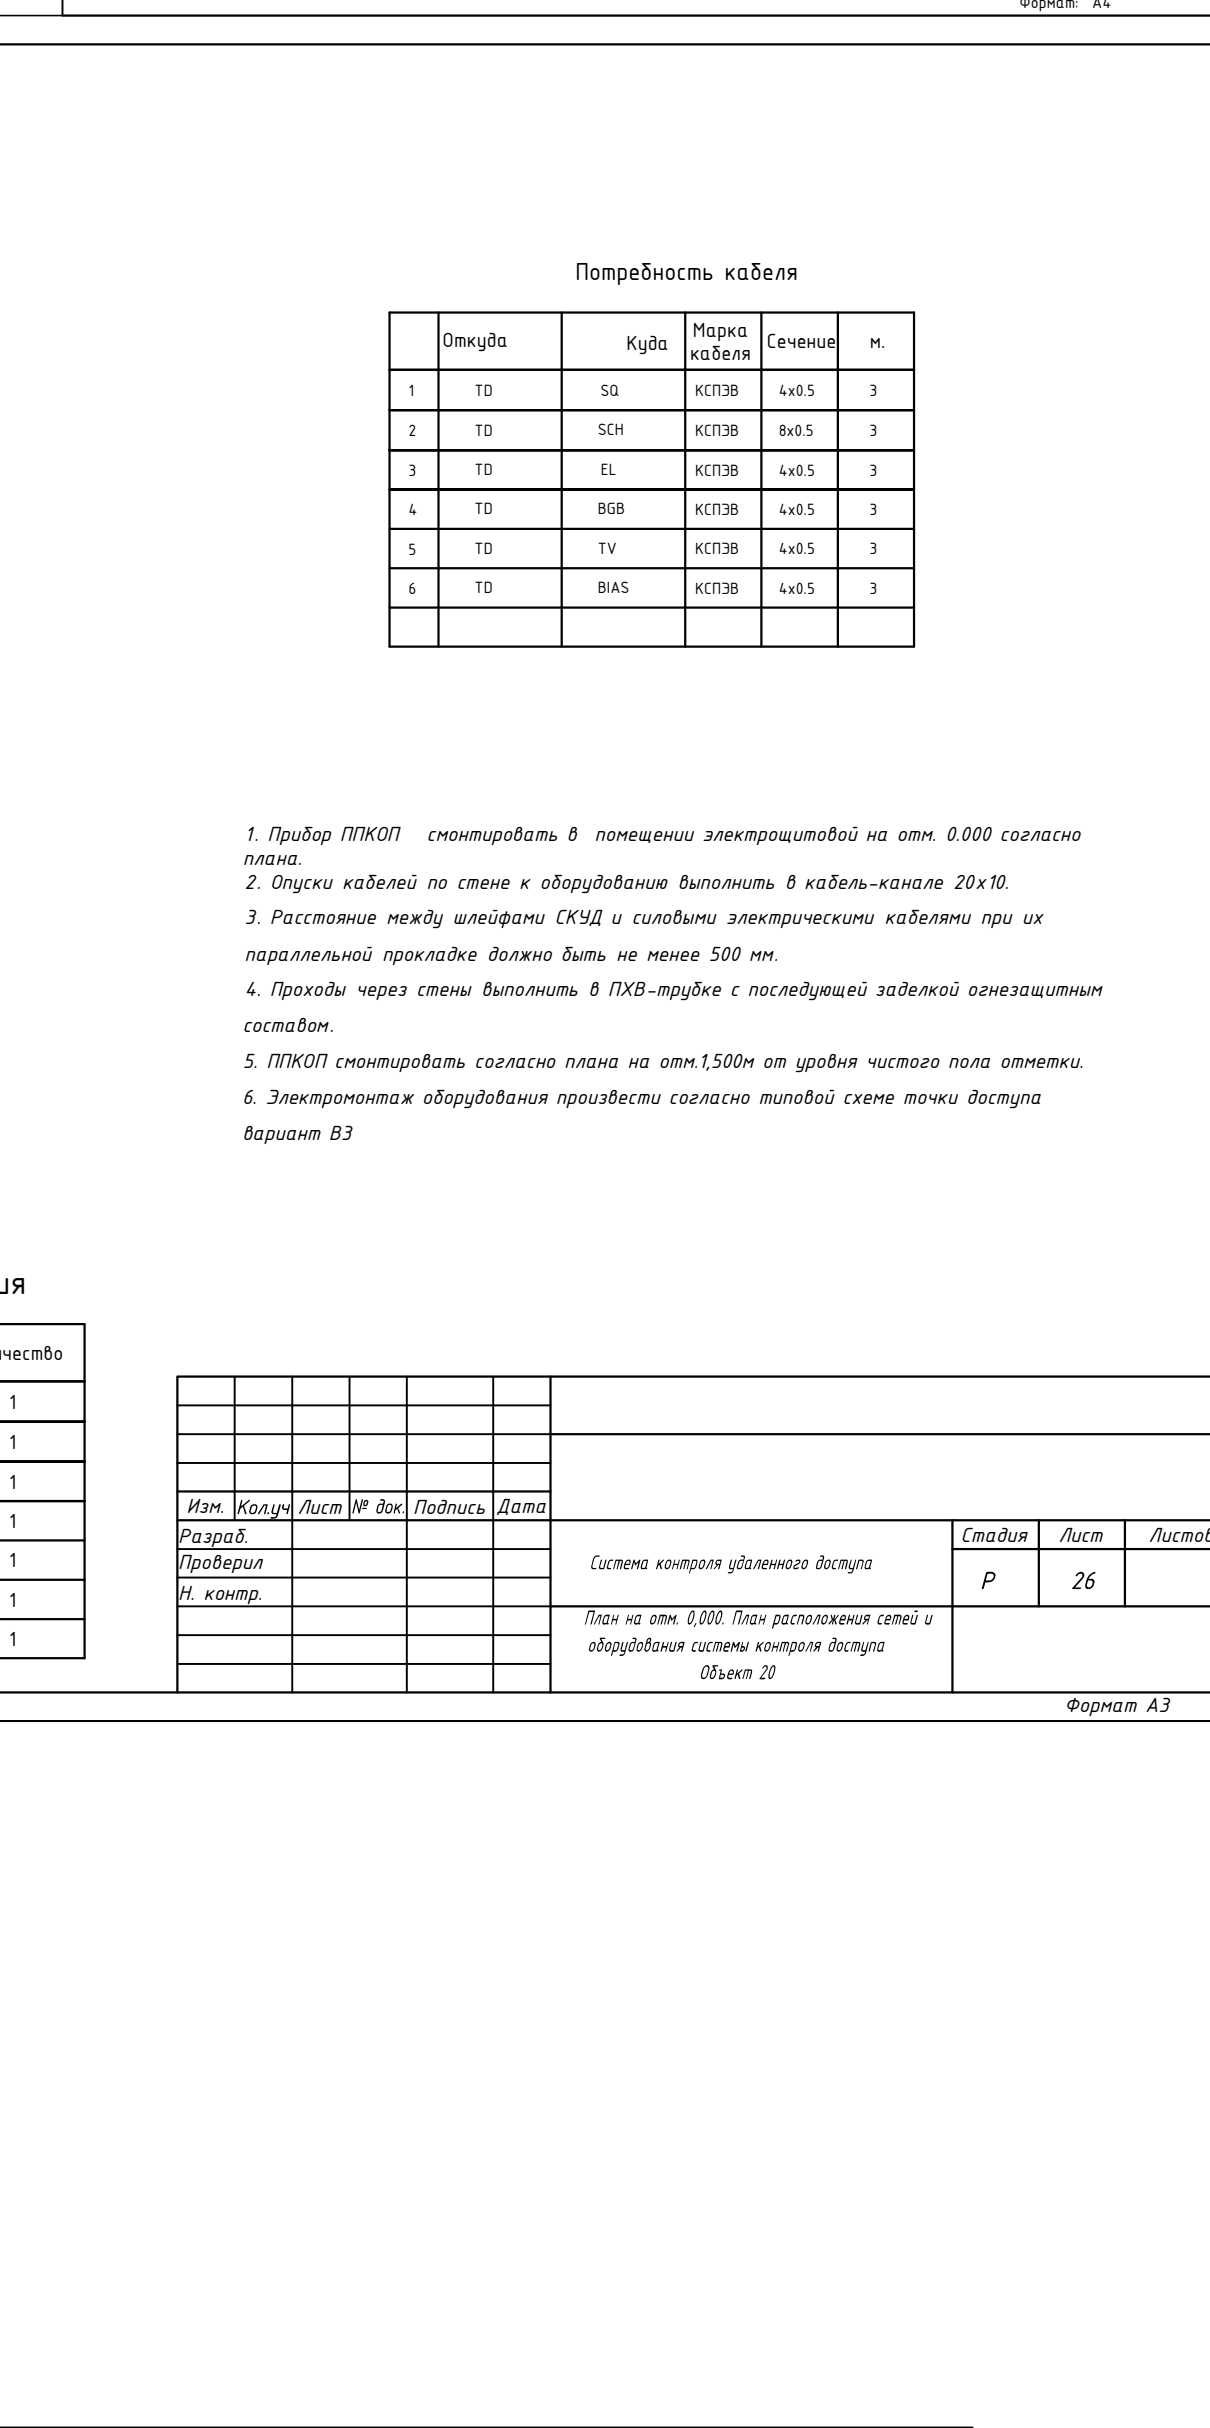 Формат: А4
Потребность кабеля
Откуда Куда Марка кабеля Сечение м.
1 TD SQ КСПЭВ 4х0.5 3
2 TD SCH КСПЭВ 8х0.5 3
3 TD EL КСПЭВ 4х0.5 3
4 TD BGB КСПЭВ 4х0.5 3
5 TD TV КСПЭВ 4х0.5 3
6 TD BIAS КСПЭВ 4х0.5 3
1. Прибор ППКОП смонтировать в помещении электрощитовой на отм. 0.000 согласно
плана.
2. Опуски кабелей по стене к оборудованию выполнить в кабель-канале 20х10.
3. Расстояние между шлейфами СКУД и силовыми электрическими кабелями при их
параллельной прокладке должно быть не менее 500 мм.
4. Проходы через стены выполнить в ПХВ-трубке с последующей заделкой огнезащитным
составом.
5. ППКОП смонтировать согласно плана на отм.1,500м от уровня чистого пола отметки.
6. Электромонтаж оборудования произвести согласно типовой схеме точки доступа
вариант В3
ия
чество
1
1
1
1
1
1
1
Изм. Кол.уч Лист № док. Подпись Дата
Разраб.
Проверил
Н. контр.
Система контроля удаленного доступа
Стадия Лист Листов
Р 26
План на отм. 0,000. План расположения сетей и
оборудования системы контроля доступа
Объект 20
Формат А3